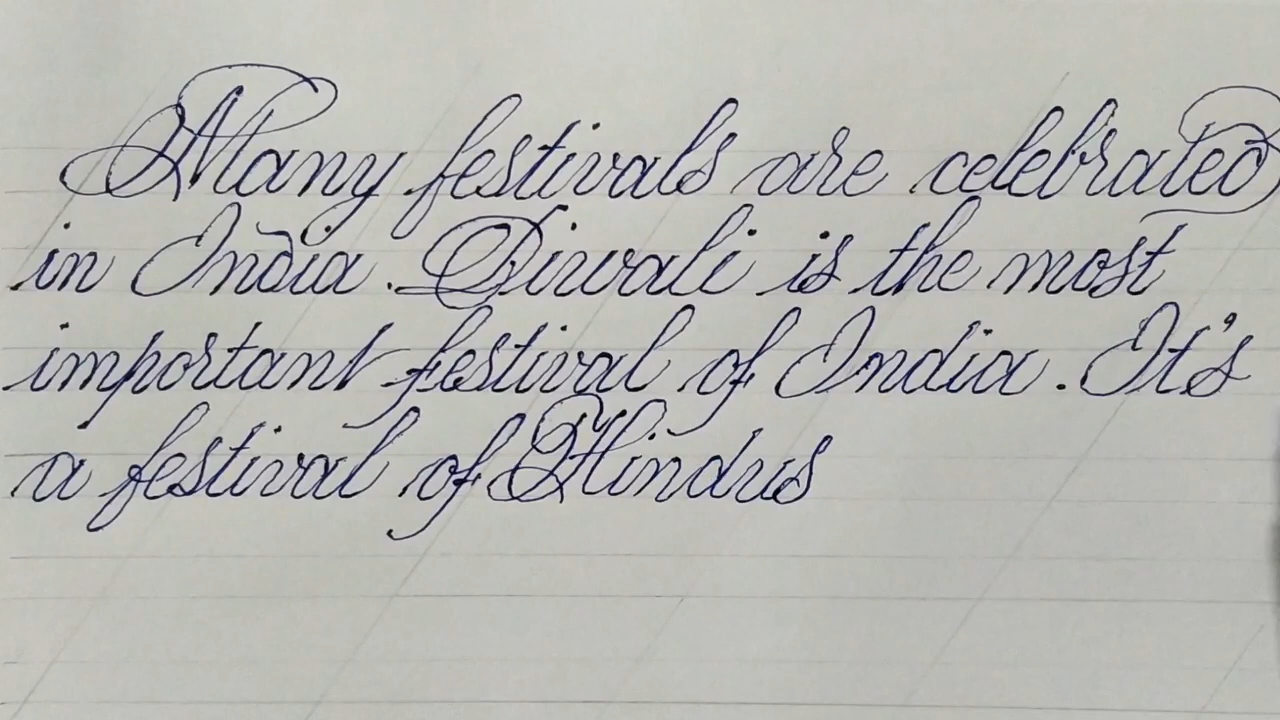 Many festivals are celebrated
in India. Diwali is the most
important festival of India. It's
a festival of Hindus